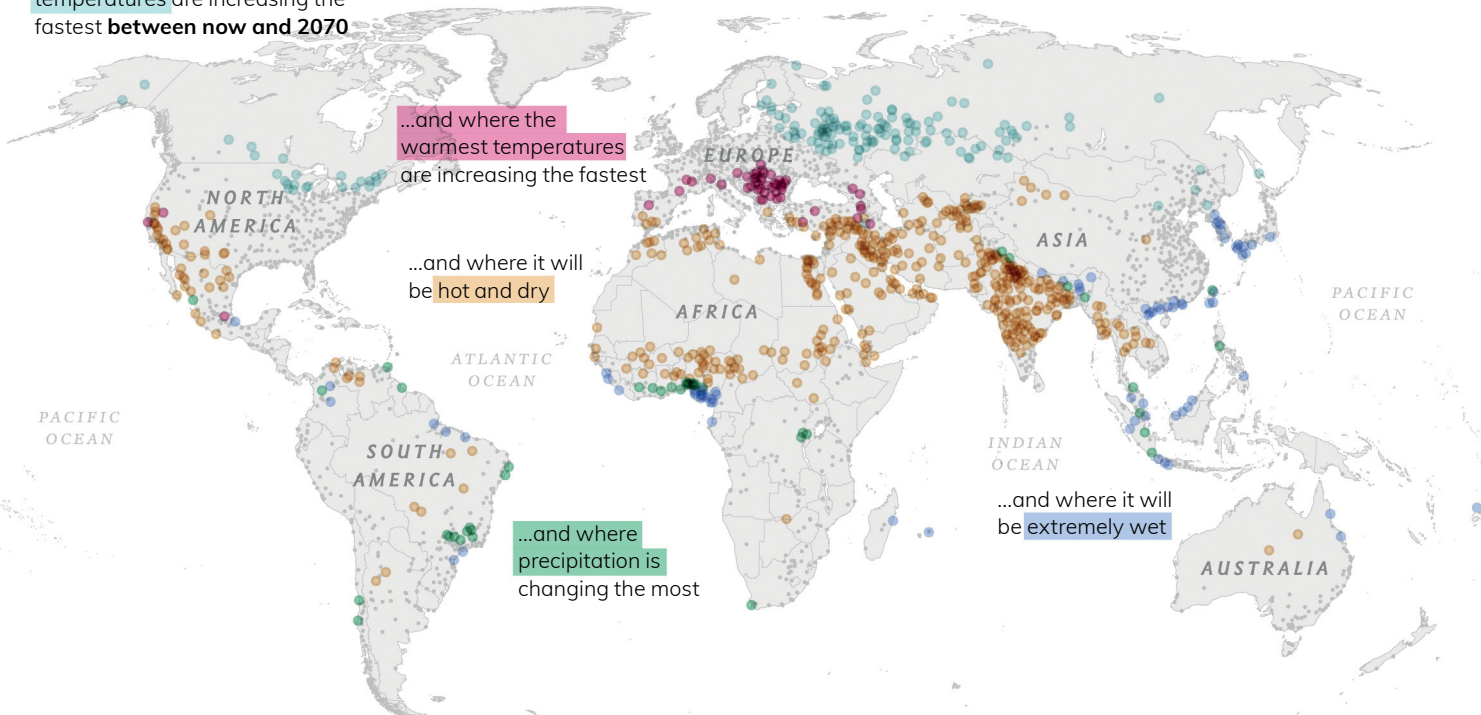 temperatures are increasing the
fastest between now and 2070
...and where the
warmest temperatures
are increasing the fastest
EUROPE
NORTH
AMERICA
ASIA
...and where it will
be hot and dry
AFRICA
PACIFIC
OCEAN
ATLANTIC
OCEAN
PACIFIC
OCEAN
SOUTH
AMERICA
INDIAN
OCEAN
...and where it will
be extremely wet
...and where
precipitation is
changing the most
AUSTRALIA